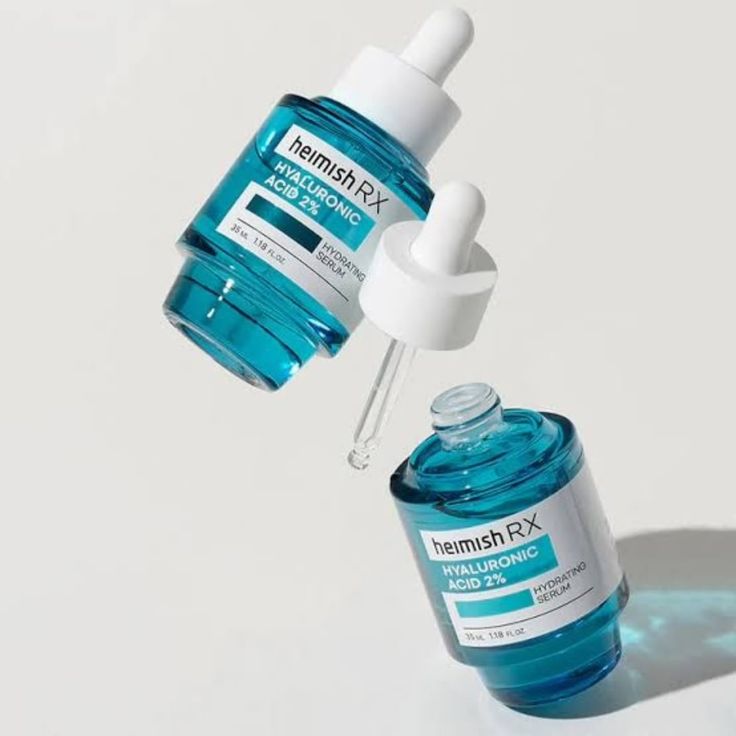 heimish RX
HYALURONIC
ACID 2%
HYDRATING
SERUM
35 ML 1.18 FL.OZ.
heimish RX
HYALURONIC
ACID 2%
HYDRATING
SERUM
35 ML 1.18 FL.OZ.